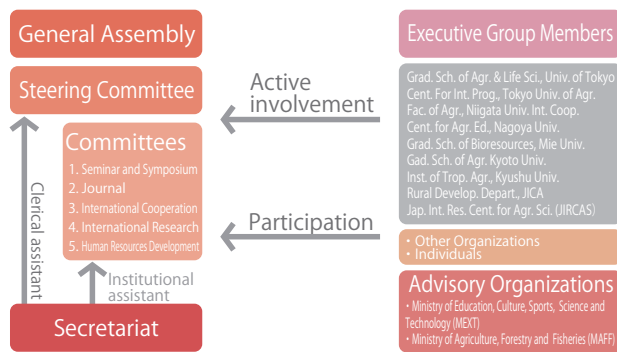 General Assembly
Steering Committee
Committees
1. Seminar and Symposium
2. Journal
3. International Cooperation
4. International Research
5. Human Resources Development
Clerical assistant
Institutional
assistant
Secretariat
Active
involvement
Participation
Executive Group Members
Grad. Sch. of Agr. & Life Sci., Univ. of Tokyo
Cent. For Int. Prog., Tokyo Univ. of Agr.
Fac. of Agr., Niigata Univ. Int. Coop.
Cent. for Agr. Ed., Nagoya Univ.
Grad. Sch. of Bioresources, Mie Univ.
Gad. Sch. of Agr. Kyoto Univ.
Inst. of Trop. Agr., Kyushu Univ.
Rural Develop. Depart., JICA
Jap. Int. Res. Cent. for Agr. Sci. (JIRCAS)
・Other Organizations
・Individuals
Advisory Organizations
・Ministry of Education, Culture, Sports, Science and
Technology (MEXT)
・Ministry of Agriculture, Forestry and Fisheries (MAFF)